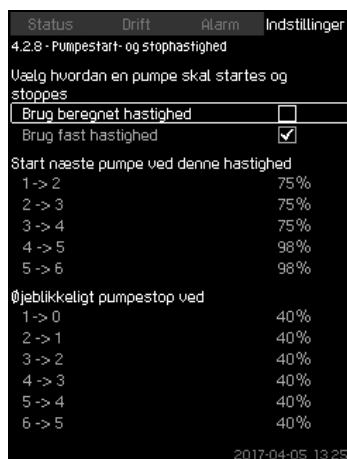 Status Drift Alarm Indstillinger
4.2.8 - Pumpestart- og stophastighed
Vælg hvordan en pumpe skal startes og
stoppes
Brug beregnet hastighed
Brug fast hastighed
Start næste pumpe ved denne hastighed
1 -> 2 75%
2 -> 3 75%
3 -> 4 75%
4 -> 5 98%
5 -> 6 98%
Øjeblikkeligt pumpestop ved
1 -> 0 40%
2 -> 1 40%
3 -> 2 40%
4 -> 3 40%
5 -> 4 40%
6 -> 5 40%
2017-04-05 13:25